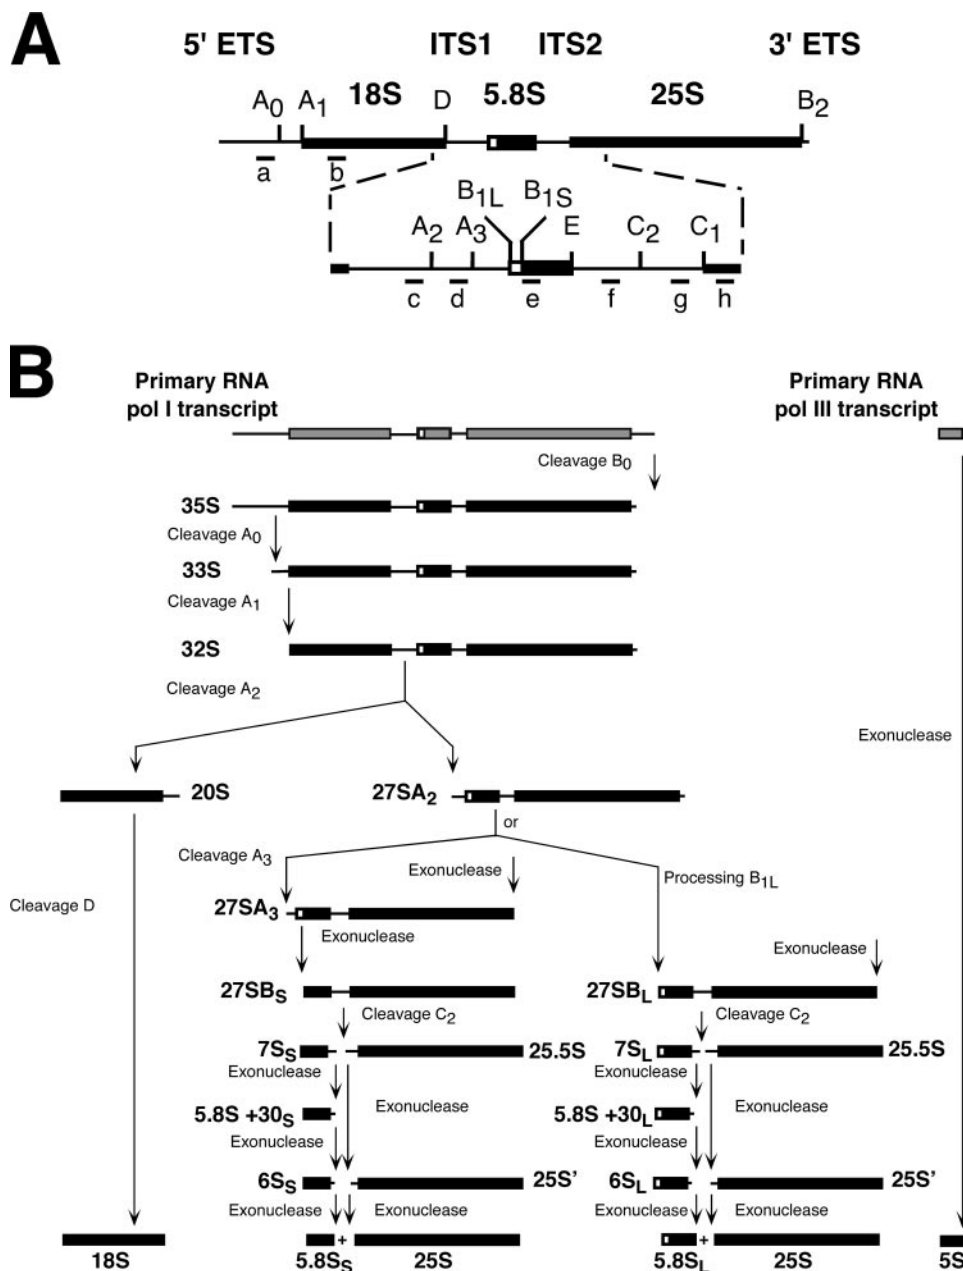 A
5' ETS ITS1 ITS2 3' ETS
18S 5.8S 25S
A0 A1 D B2
a b
B1L B1S
A2 A3 E C2 C1
c d e f g h
B
Primary RNA
pol I transcript
Primary RNA
pol III transcript
Cleavage B0
35S
Cleavage A0
33S
Cleavage A1
32S
Cleavage A2
Exonuclease
20S 27SA2
or
Cleavage A3 Exonuclease Processing B1L
Cleavage D
27SA3
Exonuclease Exonuclease
27SBS 27SBL
Cleavage C2 Cleavage C2
7SS 25.5S 7SL 25.5S
Exonuclease Exonuclease
5.8S +30S Exonuclease 5.8S +30L Exonuclease
Exonuclease Exonuclease
6SS 25S' 6SL 25S'
Exonuclease Exonuclease Exonuclease Exonuclease
+ +
18S 5.8SS 25S 5.8SL 25S 5S